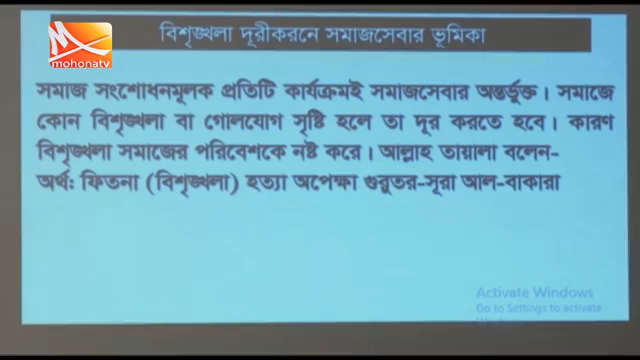 mohonatv
বিশৃঙ্খলা দূরীকরনে সমাজসেবার ভূমিকা
সমাজ সংশোধনমূলক প্রতিটি কার্যক্রমই সমাজসেবার অন্তর্ভুক্ত। সমাজে
কোন বিশৃঙ্খলা বা গোলযোগ সৃষ্টি হলে তা দূর করতে হবে। কারণ
বিশৃঙ্খলা সমাজের পরিবেশকে নষ্ট করে। আল্লাহ তায়ালা বলেন-
অর্থ: ফিতনা (বিশৃঙ্খলা) হত্যা অপেক্ষা গুরুতর-সূরা আল-বাকারা
Activate Windows
Go to Settings to activate